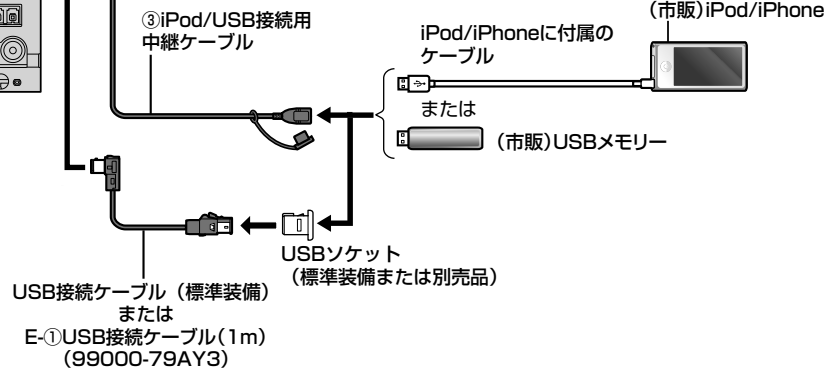 ③iPod/USB接続用
中継ケーブル
iPod/iPhoneに付属の
ケーブル
(市販)iPod/iPhone
または
(市販)USBメモリー
USBソケット
(標準装備または別売品)
USB接続ケーブル(標準装備)
または
E-①USB接続ケーブル(1m)
(99000-79AY3)